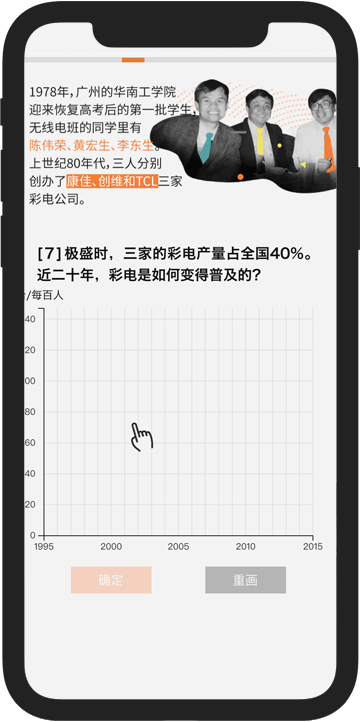 1978年，广州的华南工学院
迎来恢复高考后的第一批学生，
无线电班的同学里有
陈伟荣、黄宏生、李东生。
上世纪80年代，三人分别
创办了康佳、创维和TCL三家
彩电公司。
[7] 极盛时，三家的彩电产量占全国40%。
近二十年，彩电是如何变得普及的?
/每百人
40
20
00
80
60
40
20
0
1995 2000 2005 2010 2015
确定 重画